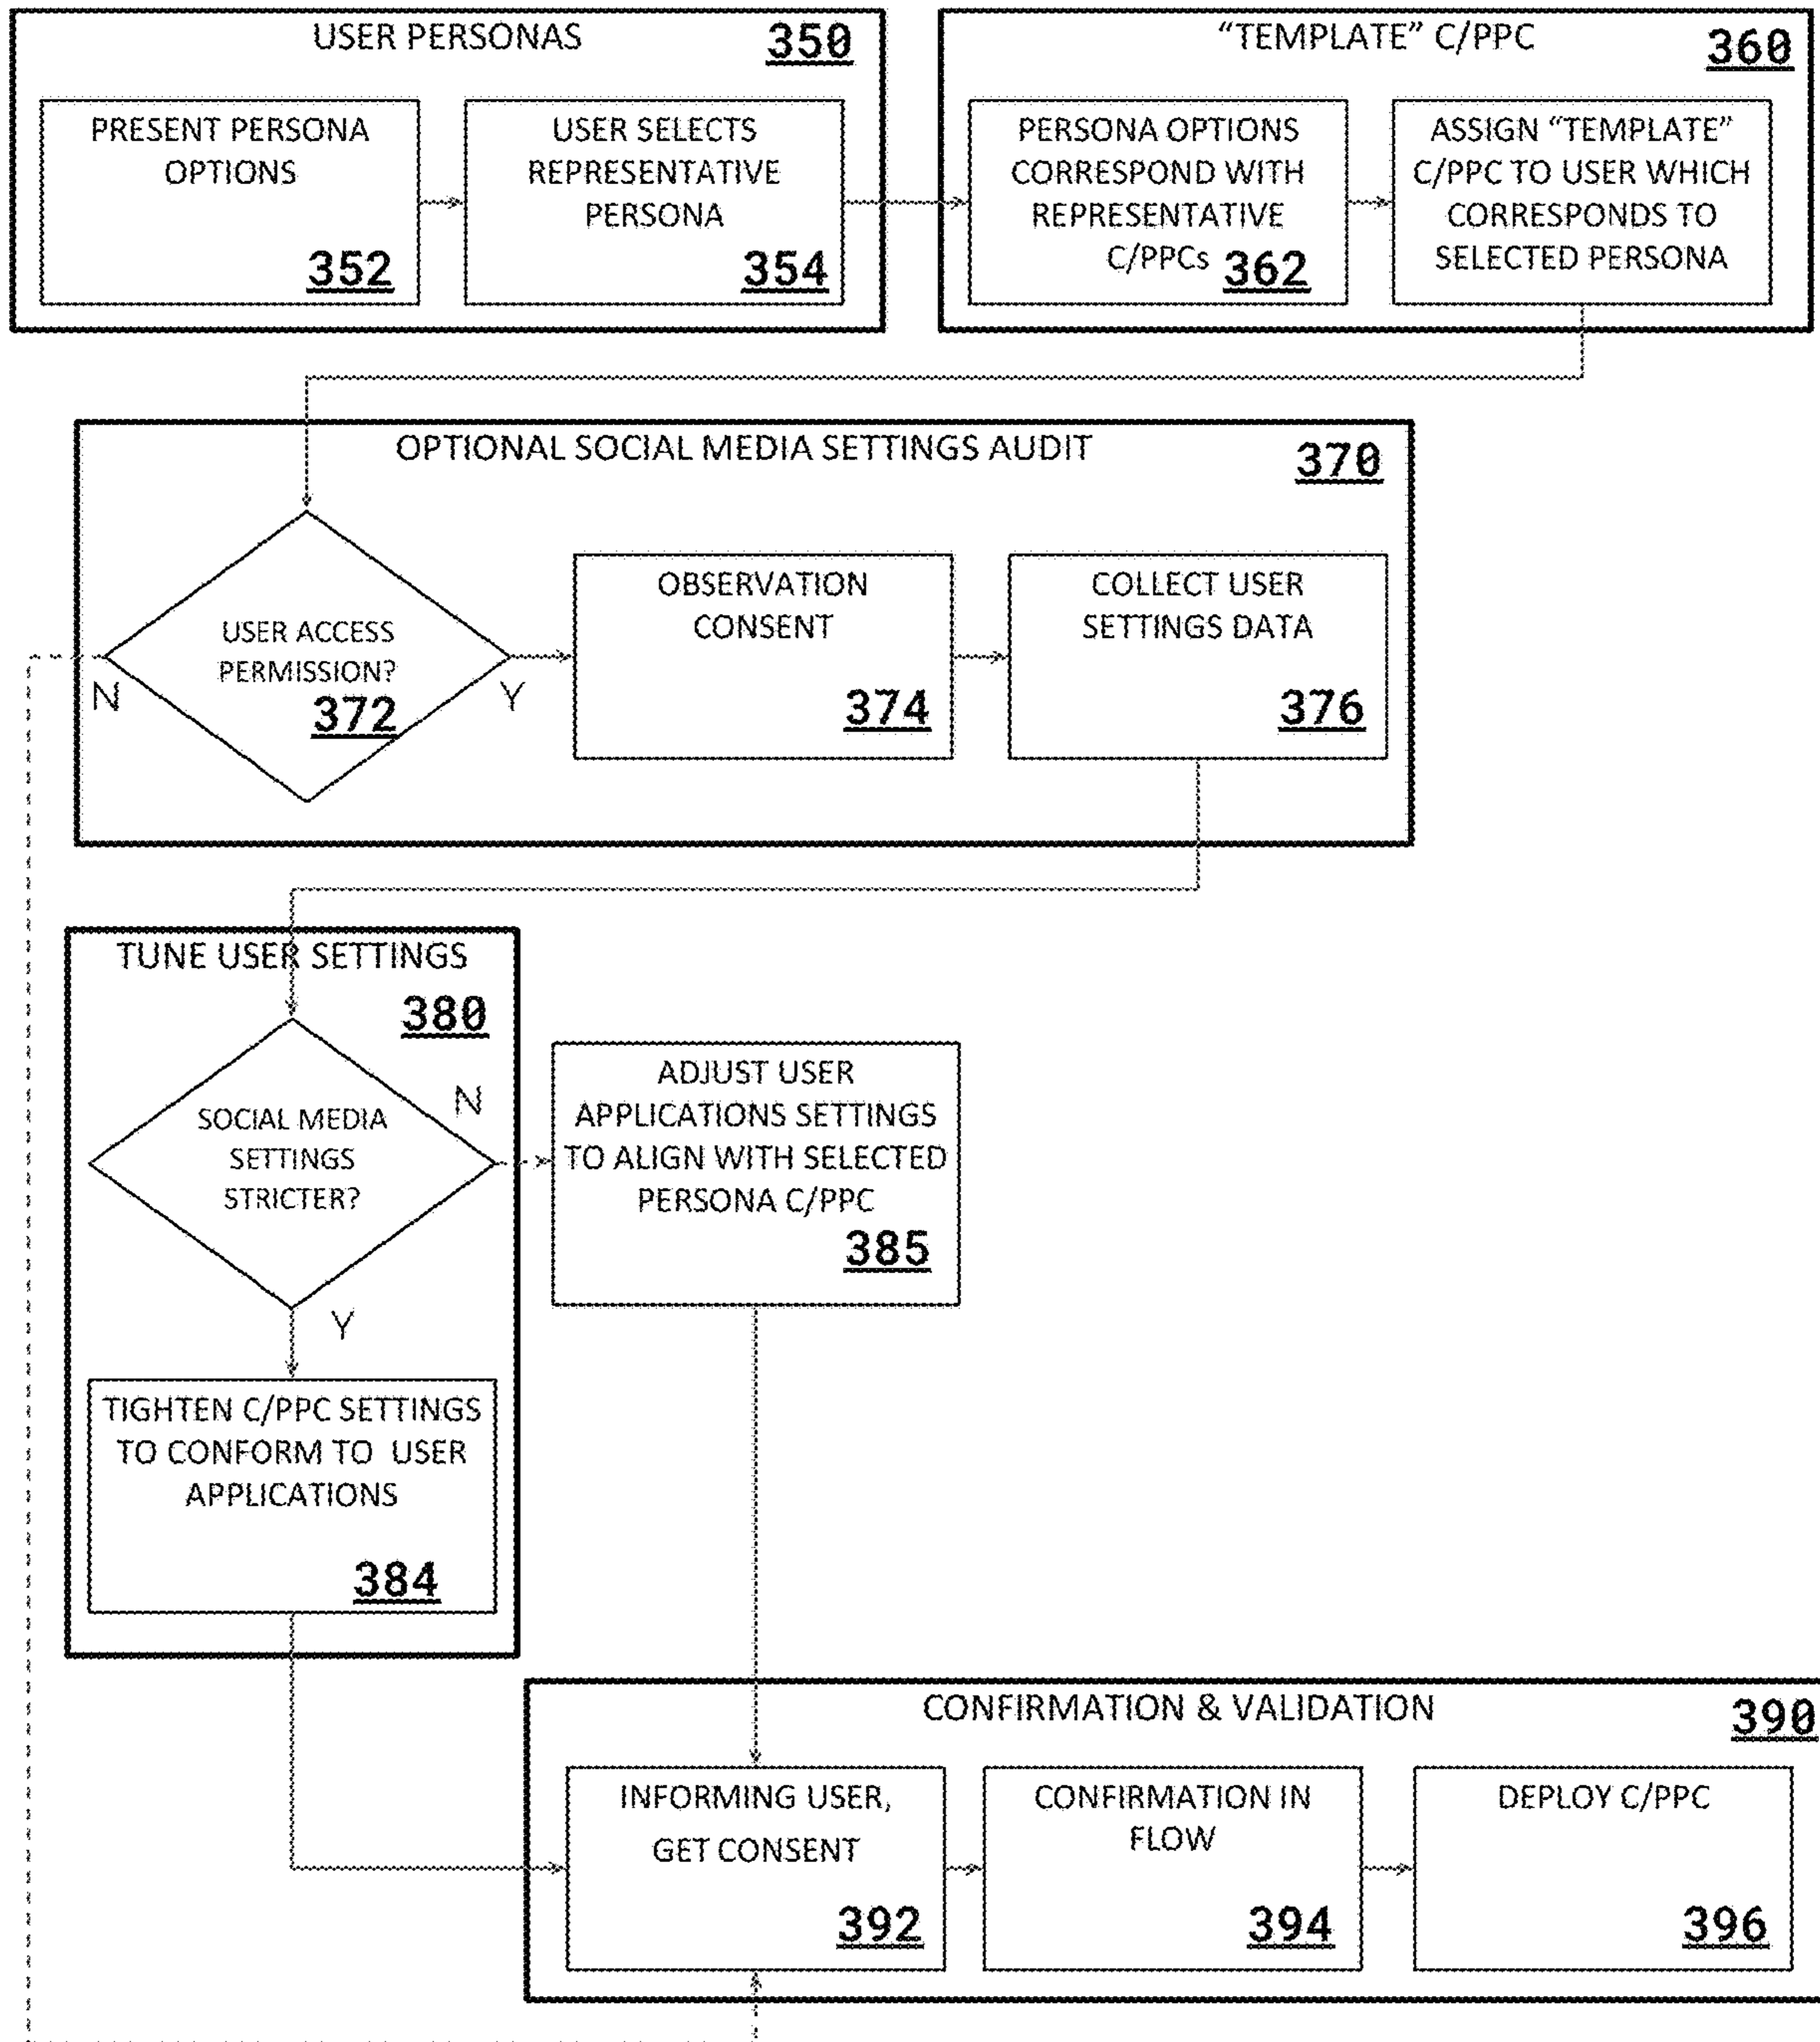 USER PERSONAS
350
PRESENT PERSONA
OPTIONS
352
USER SELECTS
REPRESENTATIVE
PERSONA
354
“TEMPLATE” C/PPC
360
PERSONA OPTIONS
CORRESPOND WITH
REPRESENTATIVE
C/PPCs 362
ASSIGN “TEMPLATE”
C/PPC TO USER WHICH
CORRESPONDS TO
SELECTED PERSONA
OPTIONAL SOCIAL MEDIA SETTINGS AUDIT
370
USER ACCESS
PERMISSION?
372
N
Y
OBSERVATION
CONSENT
374
COLLECT USER
SETTINGS DATA
376
TUNE USER SETTINGS
380
SOCIAL MEDIA
SETTINGS
STRICTER?
N
Y
ADJUST USER
APPLICATIONS SETTINGS
TO ALIGN WITH SELECTED
PERSONA C/PPC
385
TIGHTEN C/PPC SETTINGS
TO CONFORM TO USER
APPLICATIONS
384
CONFIRMATION & VALIDATION
390
INFORMING USER,
GET CONSENT
392
CONFIRMATION IN
FLOW
394
DEPLOY C/PPC
396